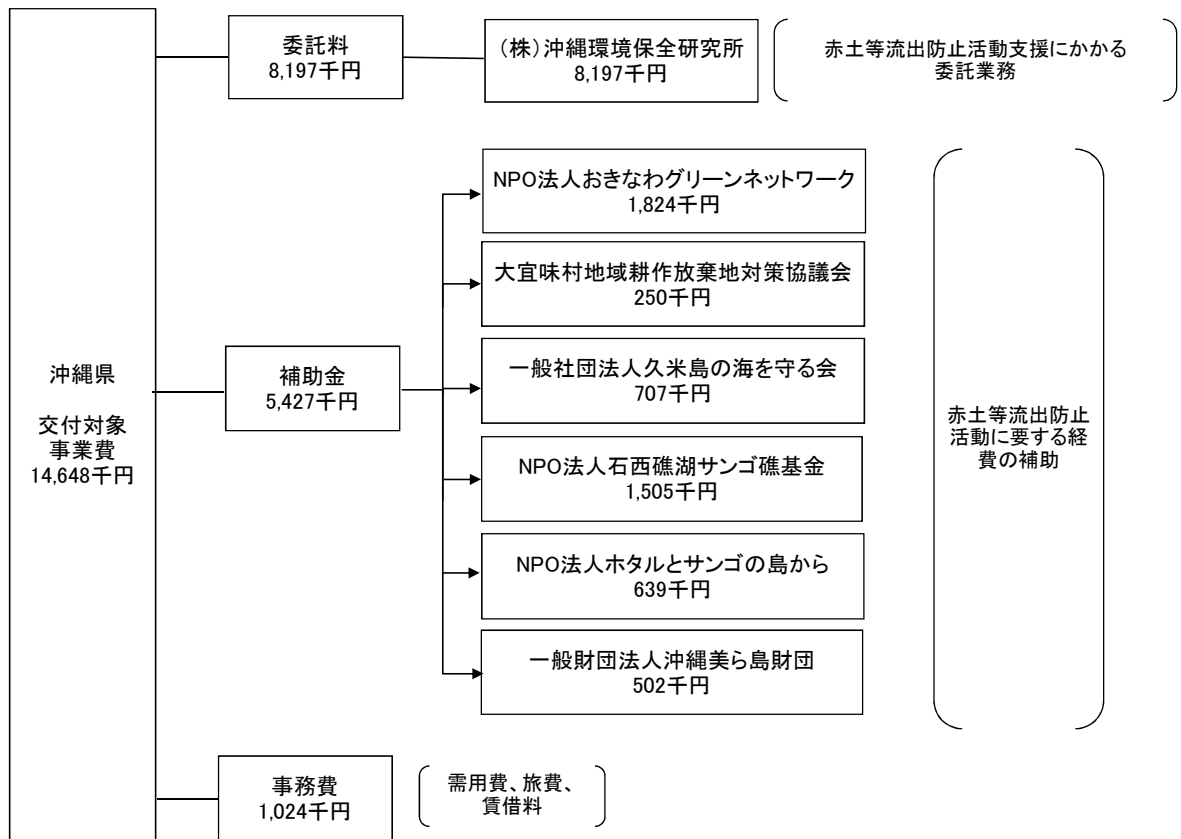 沖縄県
交付対象
事業費
14,648千円
委託料
8,197千円
（株）沖縄環境保全研究所
8,197千円
赤土等流出防止活動支援にかかる
委託業務
補助金
5,427千円
NPO法人おきなわグリーンネットワーク
1,824千円
大宜味村地域耕作放棄地対策協議会
250千円
一般社団法人久米島の海を守る会
707千円
NPO法人石西礁湖サンゴ礁基金
1,505千円
NPO法人ホタルとサンゴの島から
639千円
一般財団法人沖縄美ら島財団
502千円
赤土等流出防止
活動に要する経
費の補助
事務費
1,024千円
需用費、旅費、
賃借料